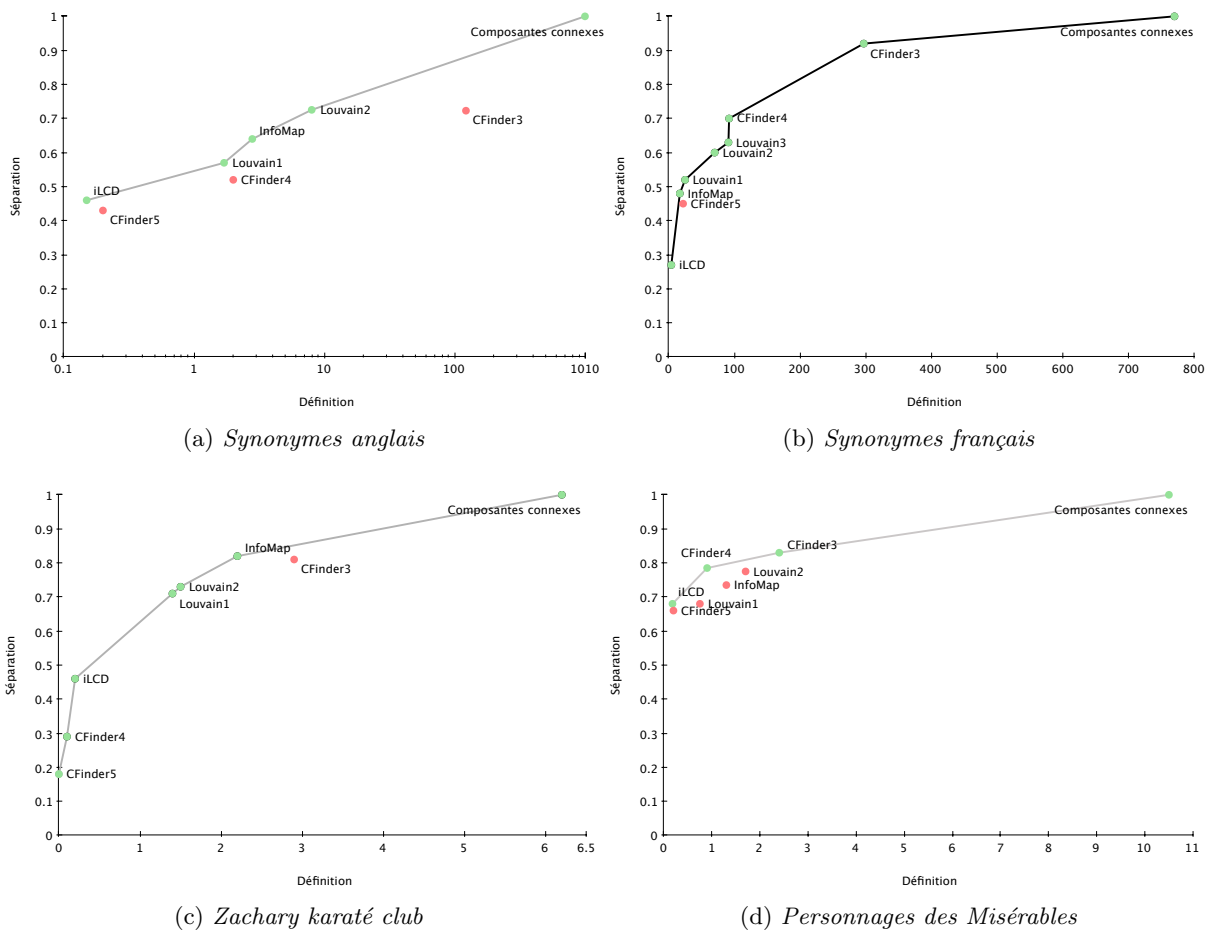 1
0.9
0.8
0.7
0.6
0.5
0.4
0.3
0.2
0.1
0
Séparation
Composantes connexes
Louvain2
CFinder3
InfoMap
Louvain1
CFinder4
iLCD
CFinder5
0.1 1 10 100 1010
Définition
(a) Synonymes anglais
1
0.9
0.8
0.7
0.6
0.5
0.4
0.3
0.2
0.1
0
Séparation
Composantes connexes
CFinder3
CFinder4
Louvain3
Louvain2
Louvain1
InfoMap
CFinder5
iLCD
0 100 200 300 400 500 600 700 800
Définition
(b) Synonymes français
1
0.9
0.8
0.7
0.6
0.5
0.4
0.3
0.2
0.1
0
Séparation
Composantes connexes
InfoMap
CFinder3
Louvain2
Louvain1
iLCD
CFinder4
CFinder5
0 1 2 3 4 5 6 6.5
Définition
(c) Zachary karaté club
1
0.9
0.8
0.7
0.6
0.5
0.4
0.3
0.2
0.1
0
Séparation
Composantes connexes
CFinder3
CFinder4
Louvain2
InfoMap
iLCD
Louvain1
CFinder5
0 1 2 3 4 5 6 7 8 9 10 11
Définition
(d) Personnages des Misérables